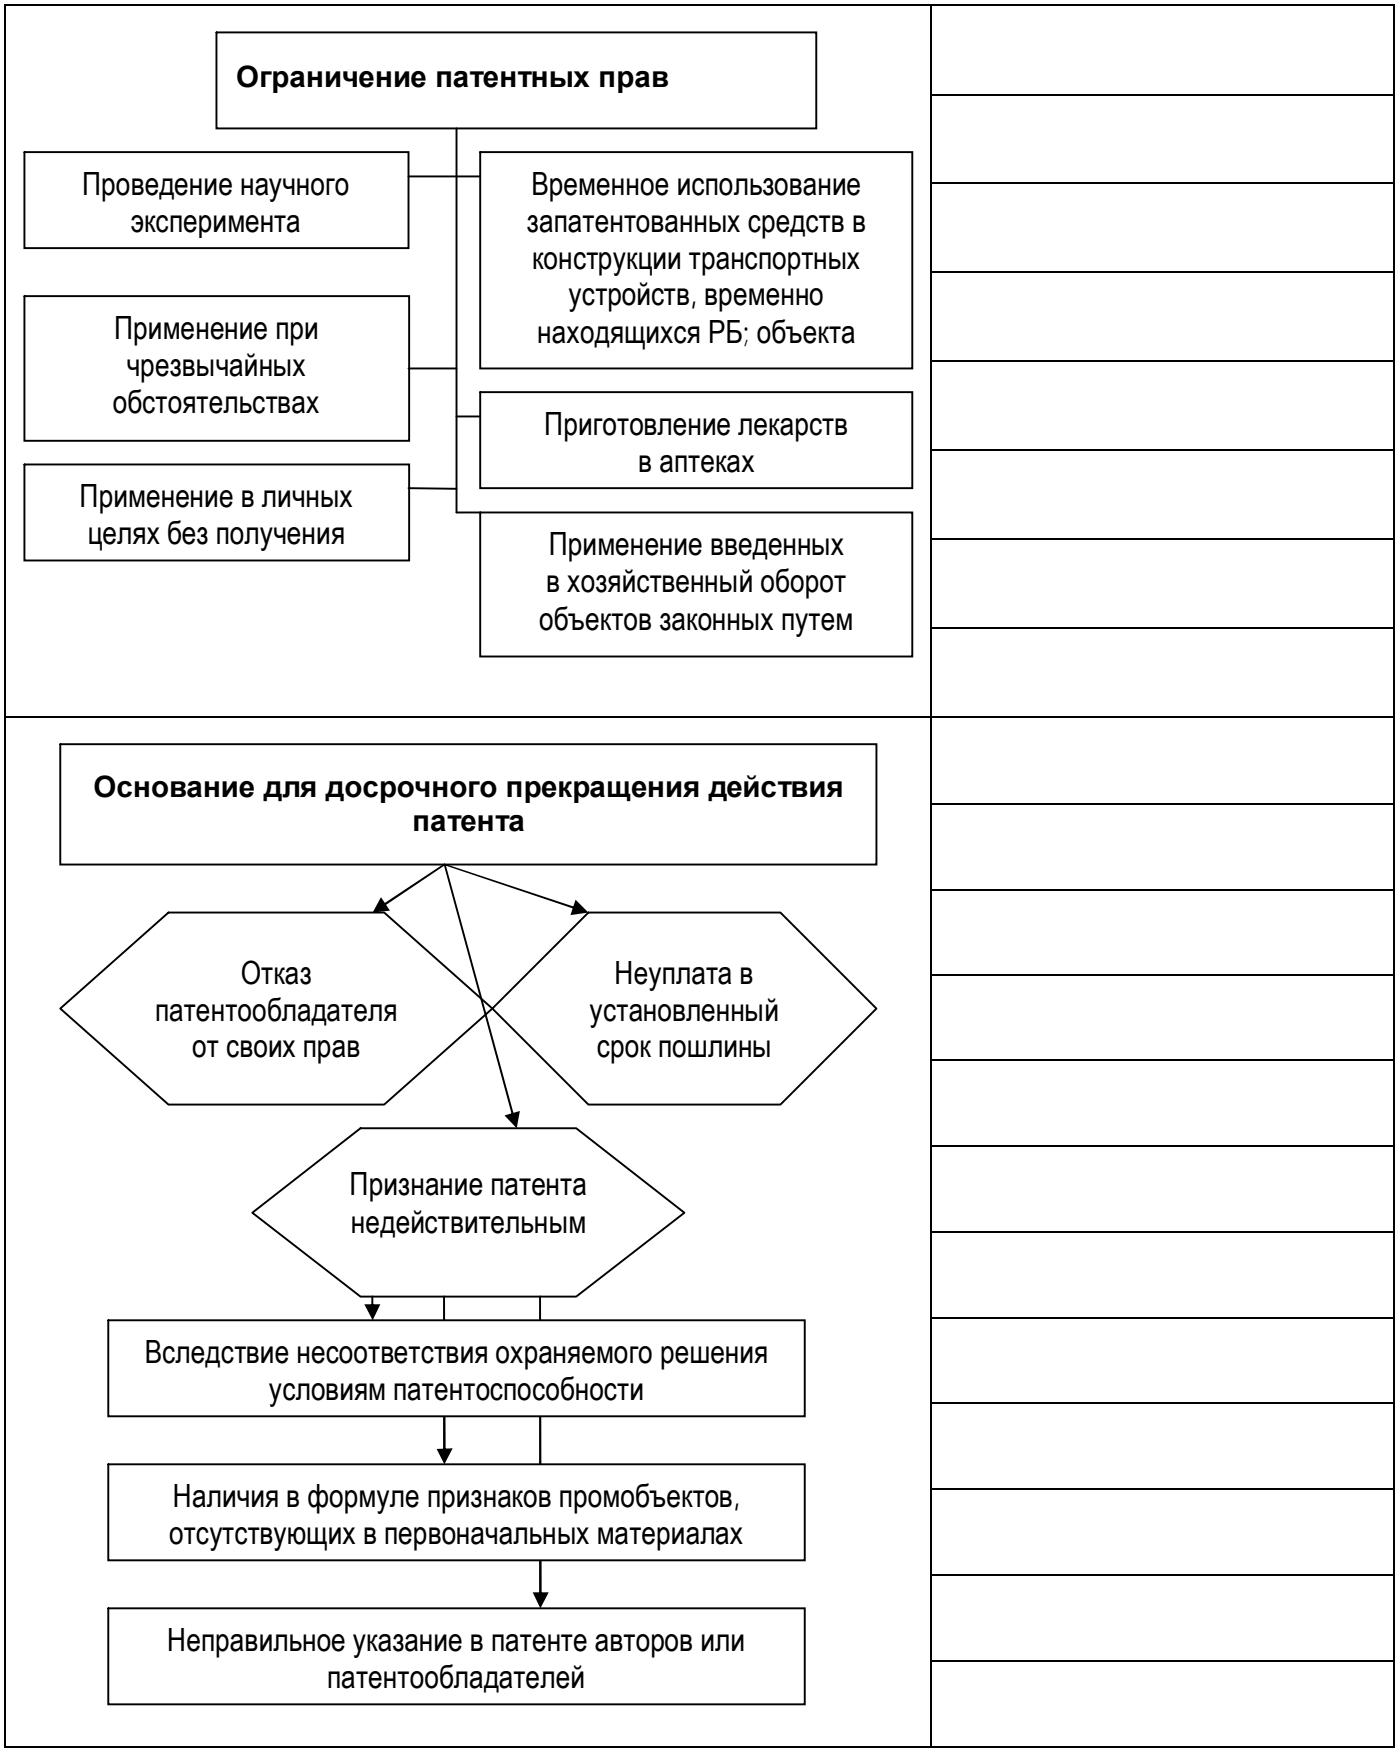 Ограничение патентных прав
Проведение научного
эксперимента
Временное использование
запатентованных средств в
конструкции транспортных
устройств, временно
находящихся РБ; объекта
Применение при
чрезвычайных
обстоятельствах
Приготовление лекарств
в аптеках
Применение в личных
целях без получения
Применение введенных
в хозяйственный оборот
объектов законных путем
Основание для досрочного прекращения действия
патента
Отказ
патентообладателя
от своих прав
Неуплата в
установленный
срок пошлины
Признание патента
недействительным
Вследствие несоответствия охраняемого решения
условиям патентоспособности
Наличия в формуле признаков промобъектов,
отсутствующих в первоначальных материалах
Неправильное указание в патенте авторов или
патентообладателей